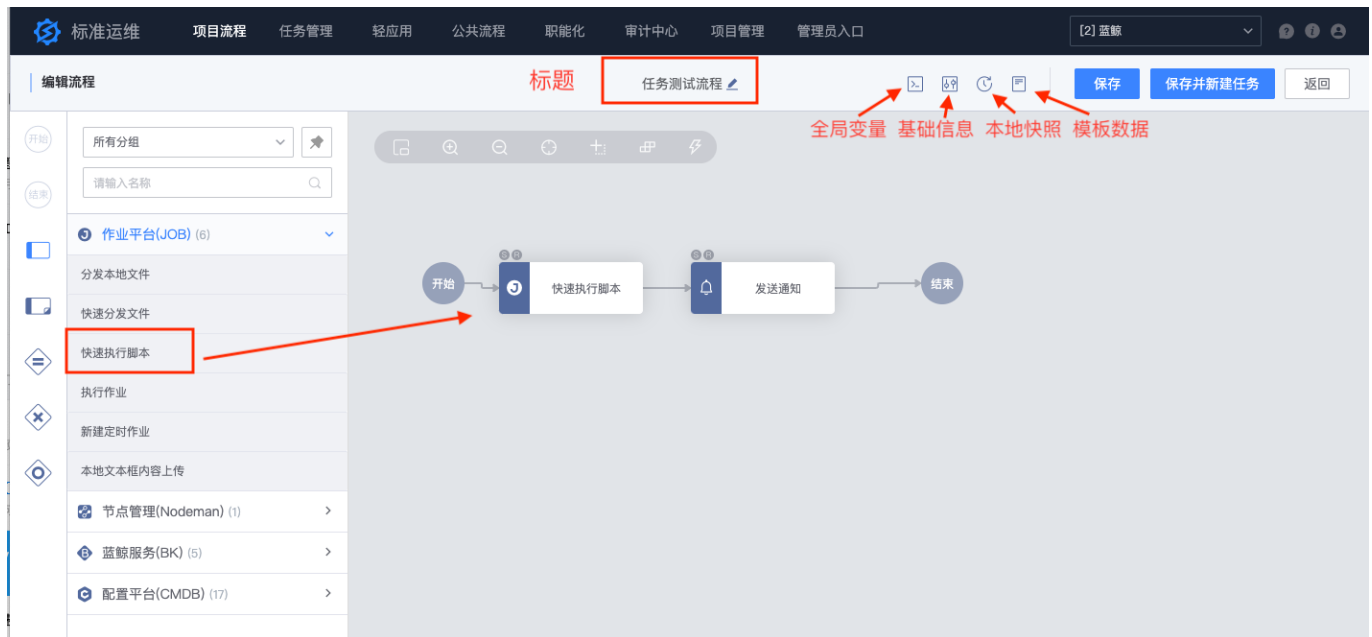 标准运维 项目流程 任务管理 轻应用 公共流程 职能化 审计中心 项目管理 管理员入口 [2] 蓝鲸
编辑流程 标题 任务测试流程 保存 保存并新建任务 返回
全局变量 基础信息 本地快照 模板数据
开始
所有分组
请输入名称
结束
作业平台(JOB) (6)
分发本地文件
快速分发文件
快速执行脚本
执行作业
新建定时作业
本地文本框内容上传
节点管理(Nodeman) (1)
蓝鲸服务(BK) (5)
配置平台(CMDB) (17)
开始
快速执行脚本
发送通知
结束